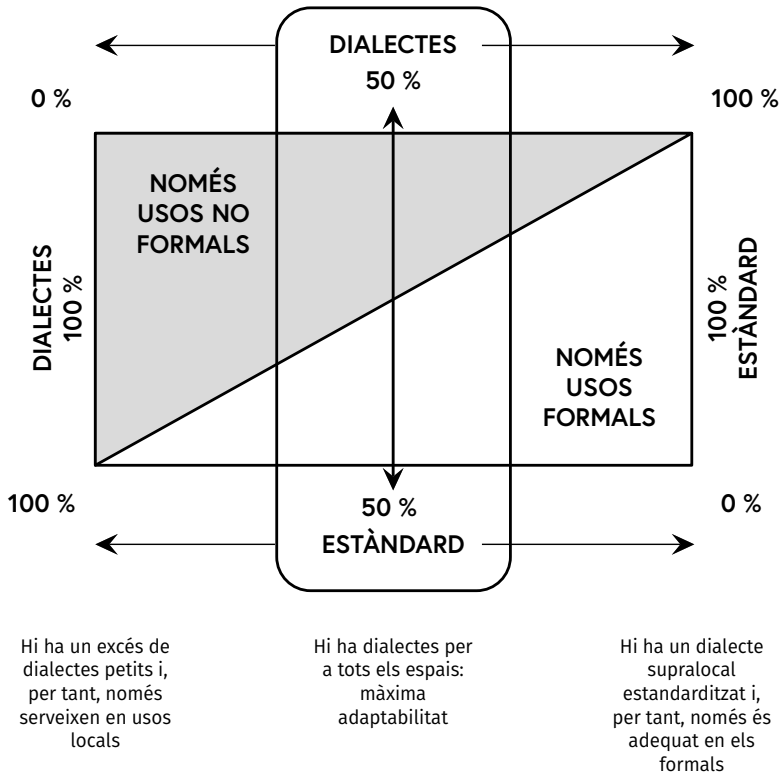 DIALECTES
50 %
0 %
100 %
NOMÉS
USOS NO
FORMALS
DIALECTES
100 %
100 %
ESTÀNDARD
NOMÉS
USOS
FORMALS
100 %
50 %
0 %
ESTÀNDARD
Hi ha un excés de
dialectes petits i,
per tant, només
serveixen en usos
locals
Hi ha dialectes per
a tots els espais:
màxima
adaptabilitat
Hi ha un dialecte
supralocal
estandarditzat i,
per tant, només és
adequat en els
formals